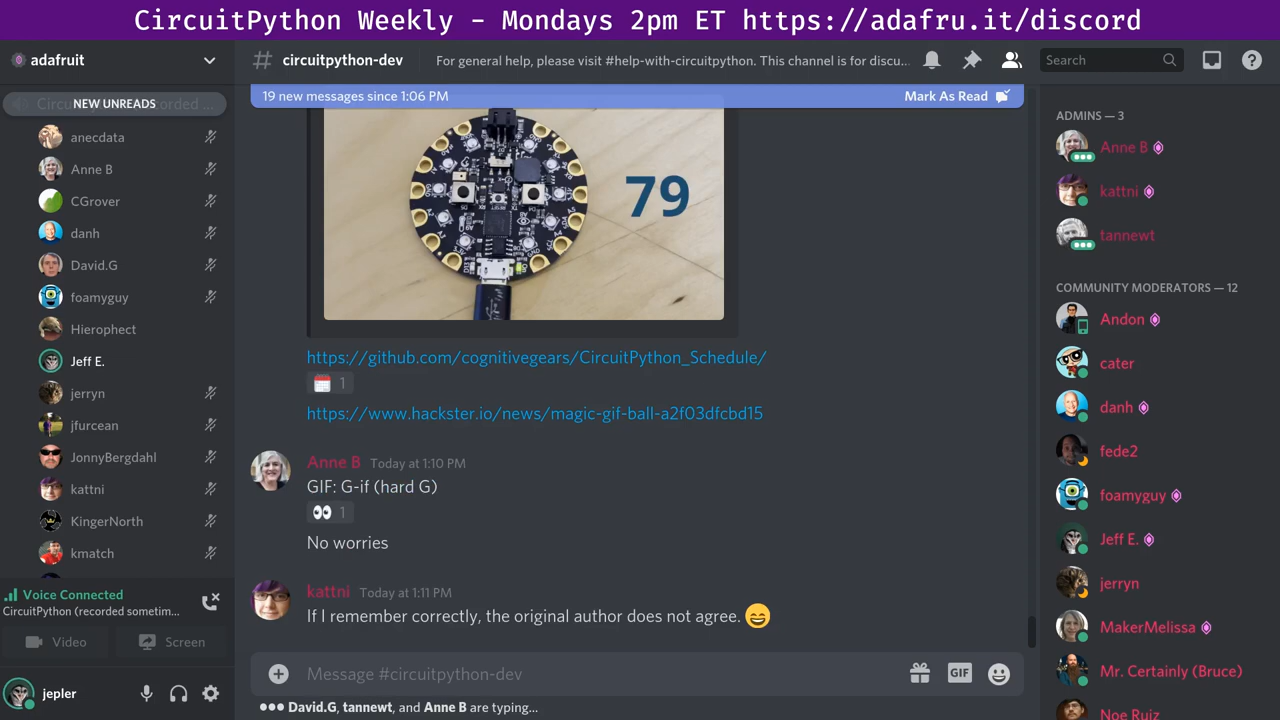 CircuitPython Weekly - Mondays 2pm ET https://adafru.it/discord
adafruit
NEW UNREADS
anecdata
Anne B
CGrover
danh
David.G
foamyguy
Hierophect
Jeff E.
jerryn
jfurcean
JonnyBergdahl
kattni
KingerNorth
kmatch
Voice Connected
CircuitPython (recorded sometim...
Video
Screen
jepler
# circuitpython-dev
For general help, please visit #help-with-circuitpython. This channel is for discu...
Search
19 new messages since 1:06 PM
Mark As Read
79
https://github.com/cognitivegears/CircuitPython_Schedule/
1
https://www.hackster.io/news/magic-gif-ball-a2f03dfcbd15
Anne B Today at 1:10 PM
GIF: G-if (hard G)
1
No worries
kattni Today at 1:11 PM
If I remember correctly, the original author does not agree. 😄
Message #circuitpython-dev
GIF
David.G, tannewt, and Anne B are typing...
ADMINS — 3
Anne B
kattni
tannewt
COMMUNITY MODERATORS — 12
Andon
cater
danh
fede2
foamyguy
Jeff E.
jerryn
MakerMelissa
Mr. Certainly (Bruce)
Noe Ruiz